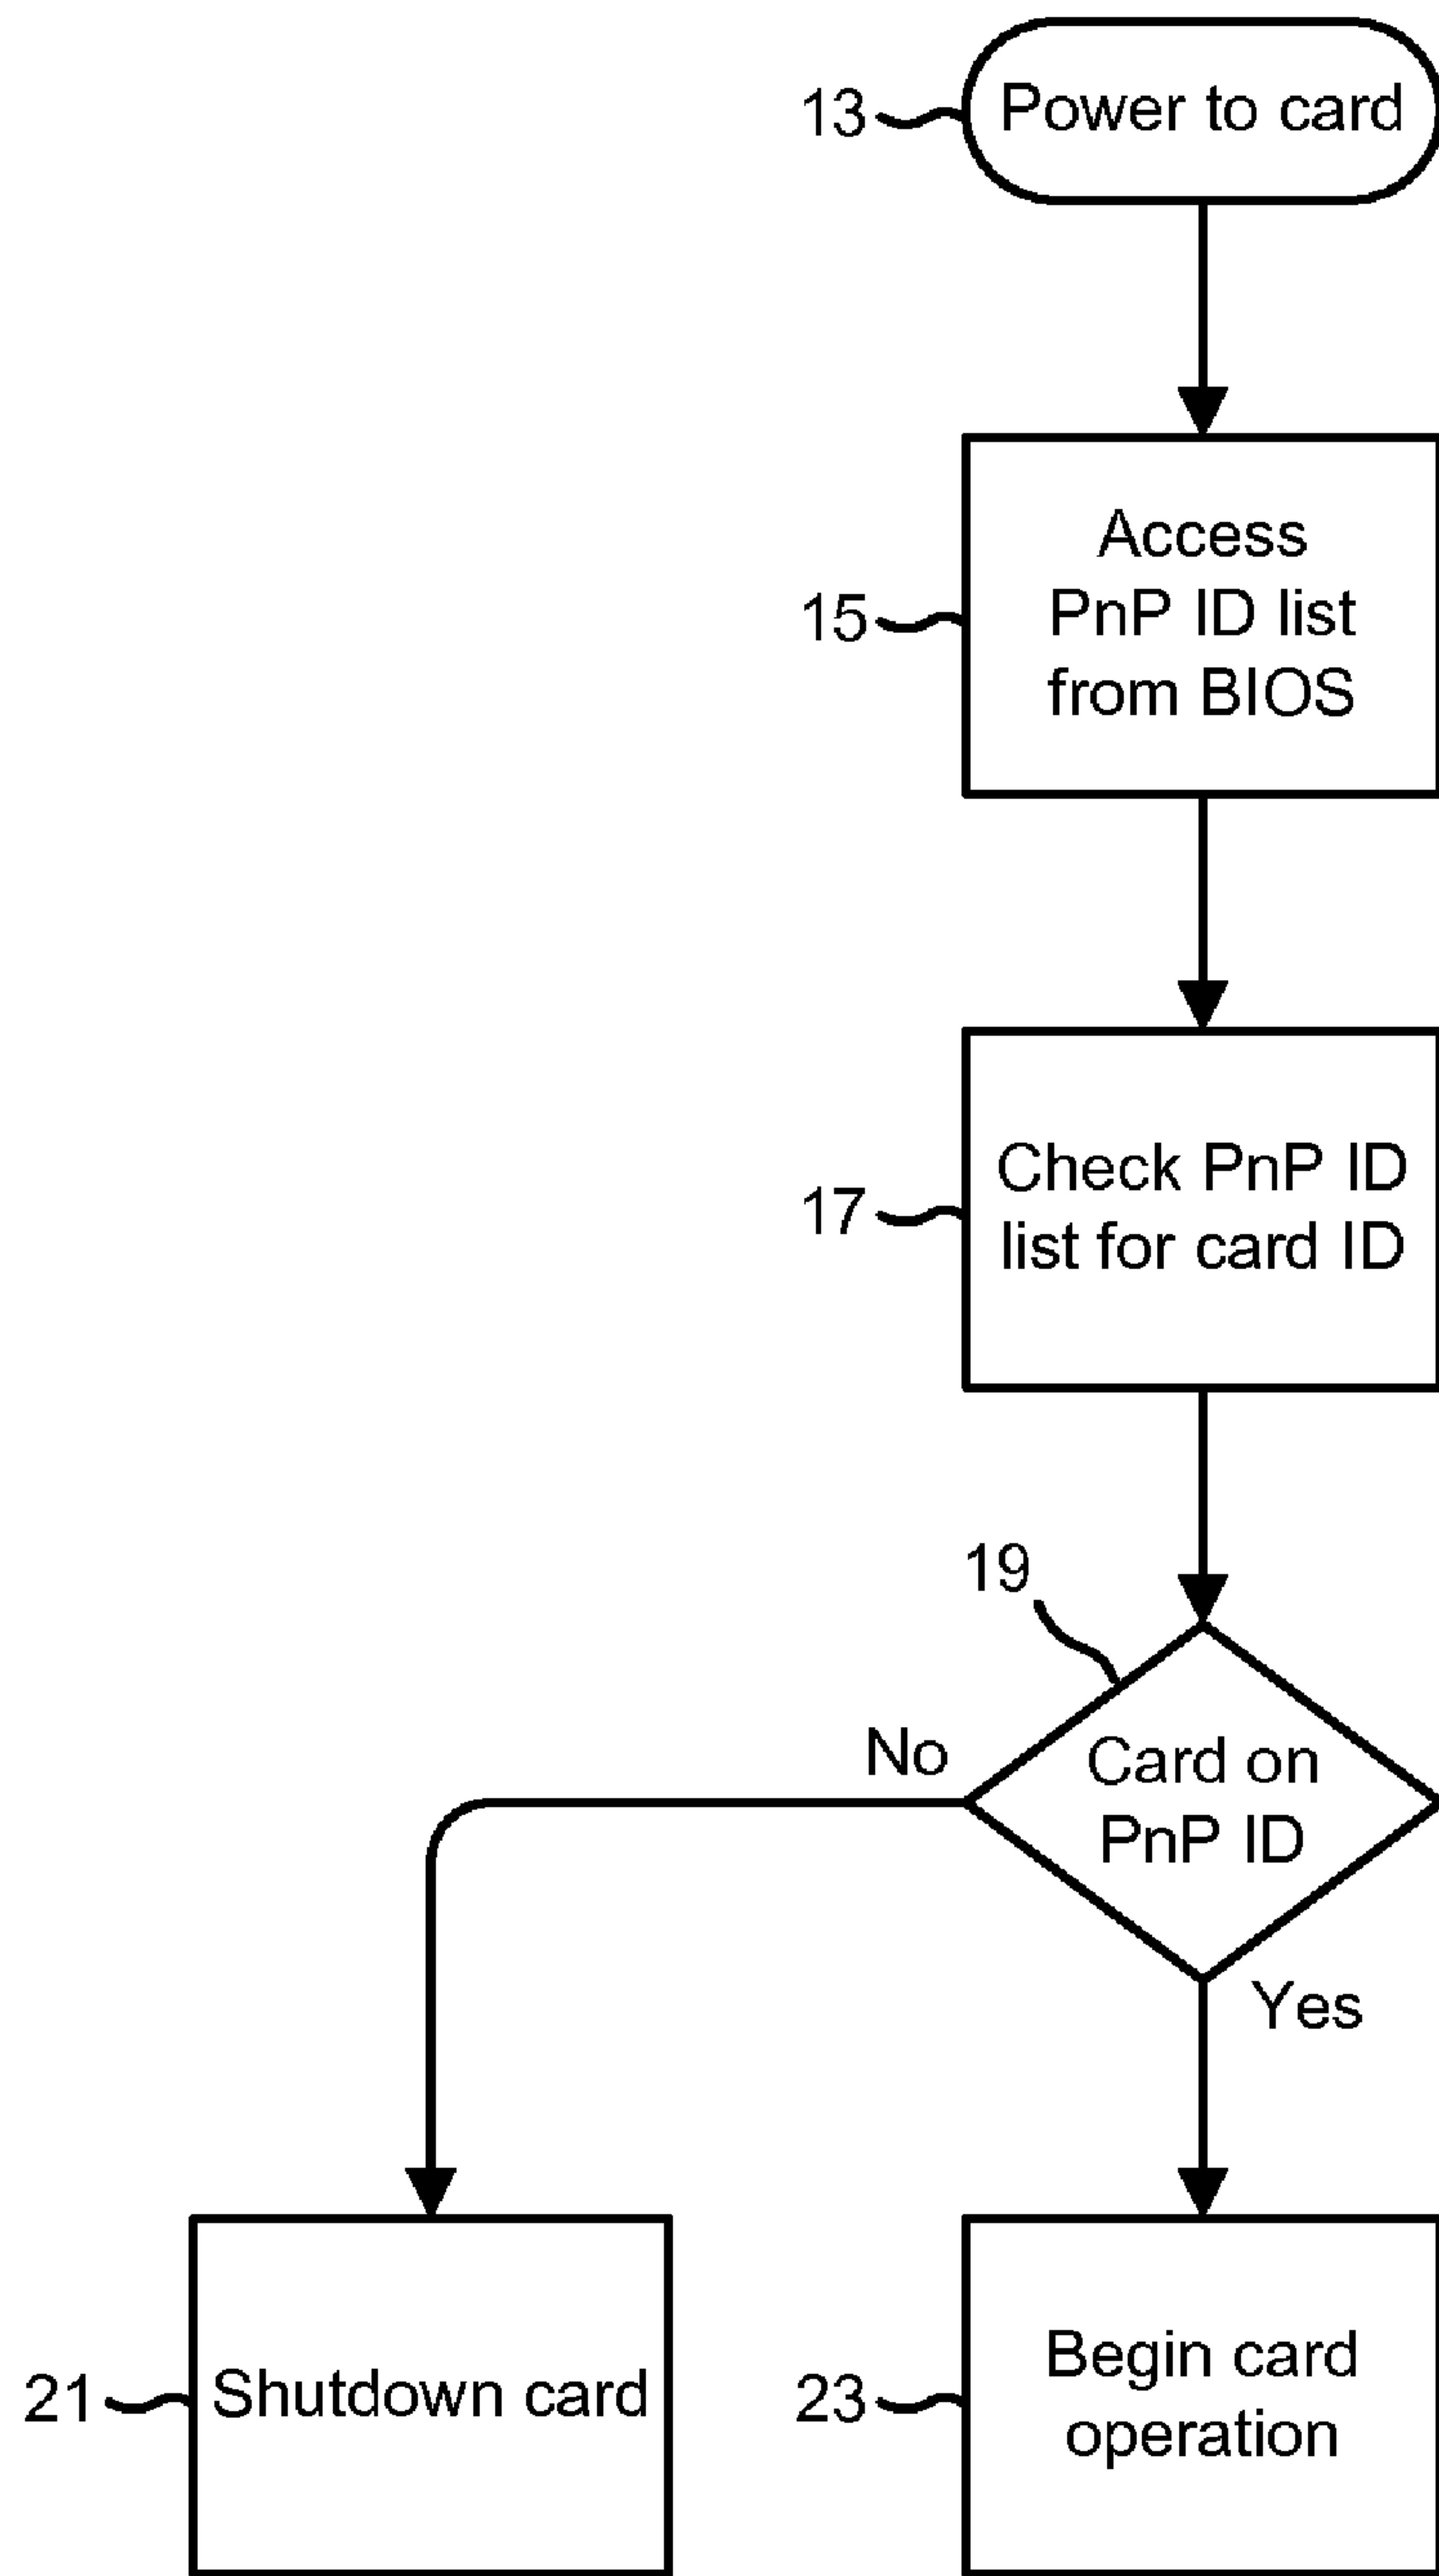 13
Power to card
15
Access
PnP ID list
from BIOS
17
Check PnP ID
list for card ID
19
Card on
PnP ID
No
Yes
21
Shutdown card
23
Begin card
operation